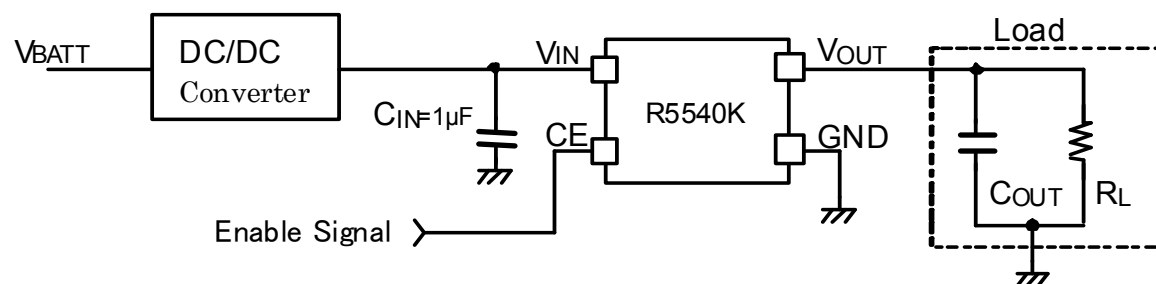 Load
VBATT
DC/DC
Converter
VIN
VOUT
CIN=1µF
R5540K
CE
GND
COUT
RL
Enable Signal